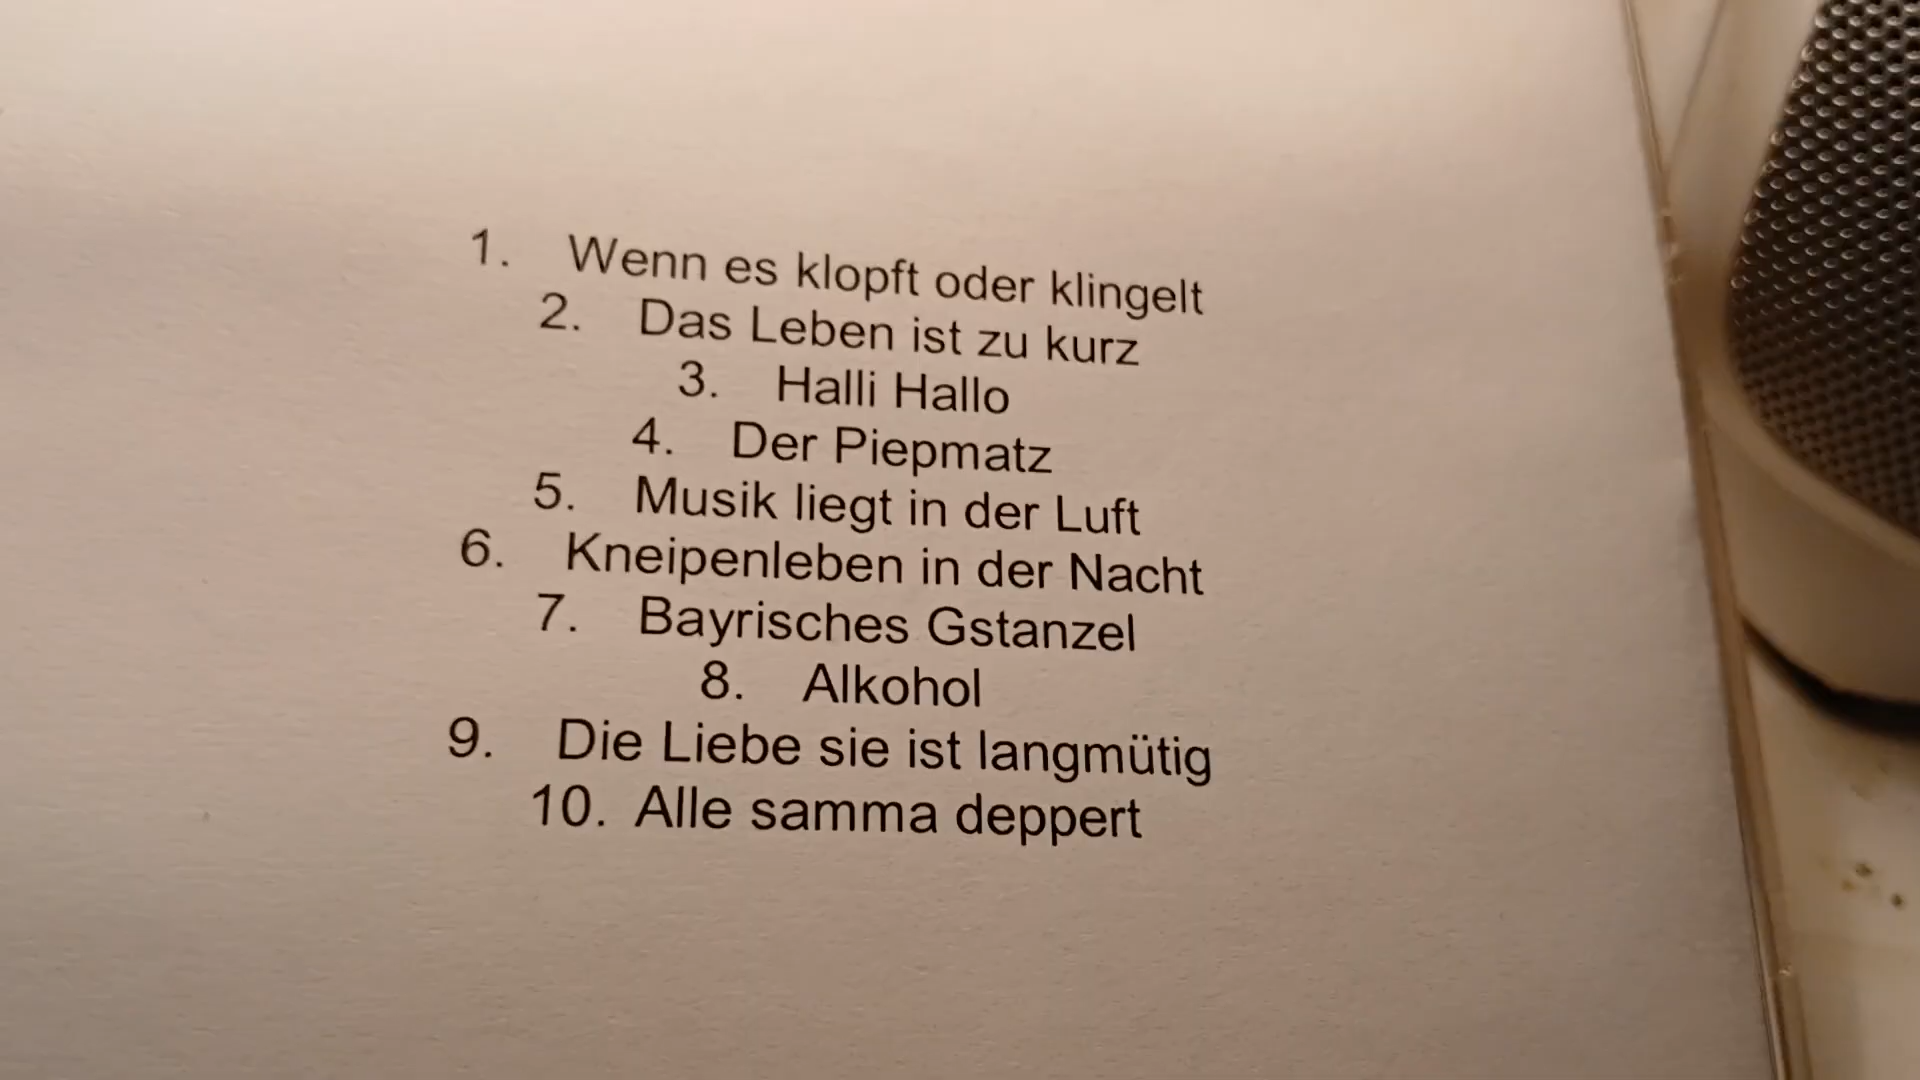 1. Wenn es klopft oder klingelt
2. Das Leben ist zu kurz
3. Halli Hallo
4. Der Piepmatz
5. Musik liegt in der Luft
6. Kneipenleben in der Nacht
7. Bayrisches Gstanzel
8. Alkohol
9. Die Liebe sie ist langmütig
10. Alle samma deppert